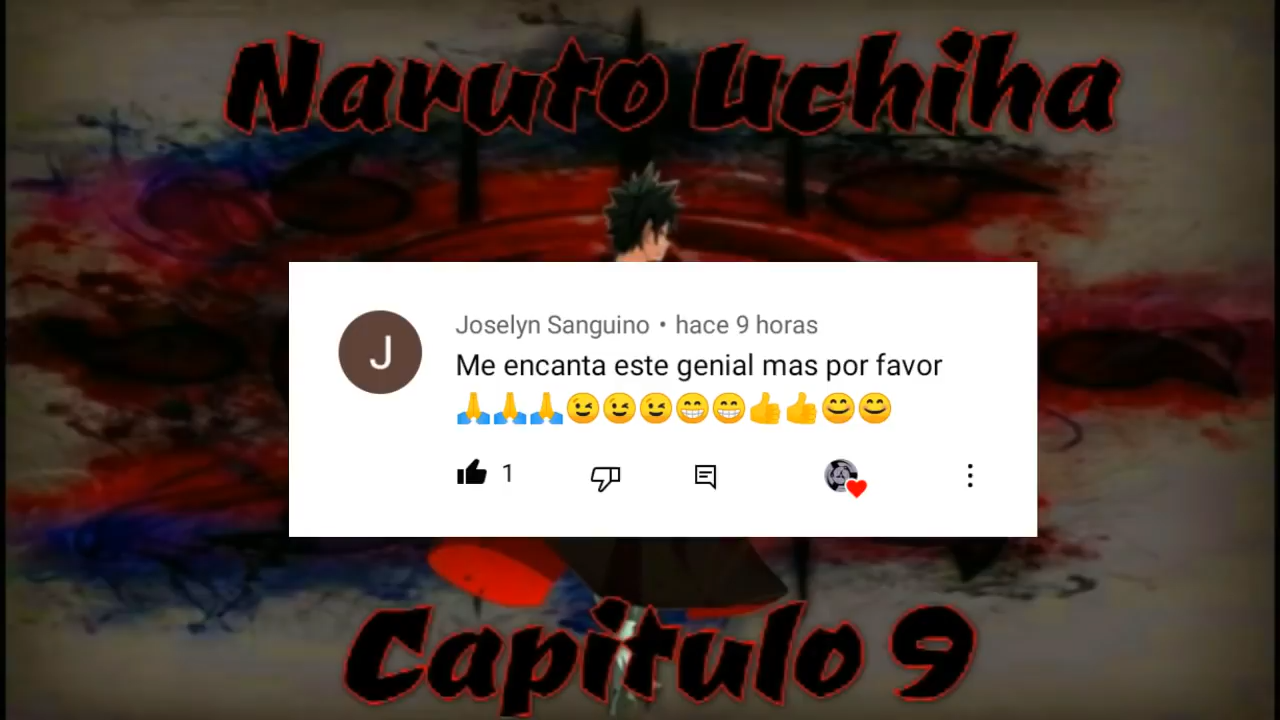 Naruto Uchiha
J
Joselyn Sanguino • hace 9 horas
Me encanta este genial mas por favor
🙏🙏🙏😉😉😉😁😁👍👍😊😊
1
Capitulo 9